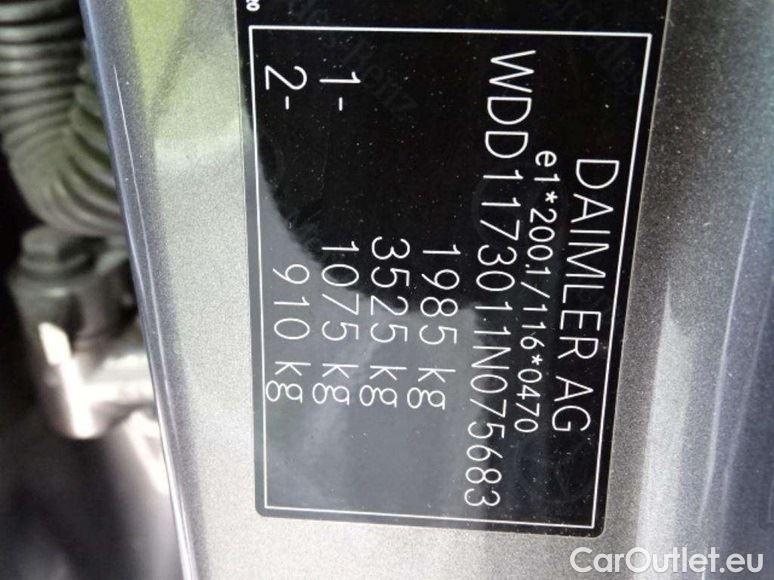 DAIMLER AG
e1*2001/116*0470
WDD1173011N075683
1985 kg
3525 kg
1- 1075 kg
2- 910 kg
CarOutlet.eu